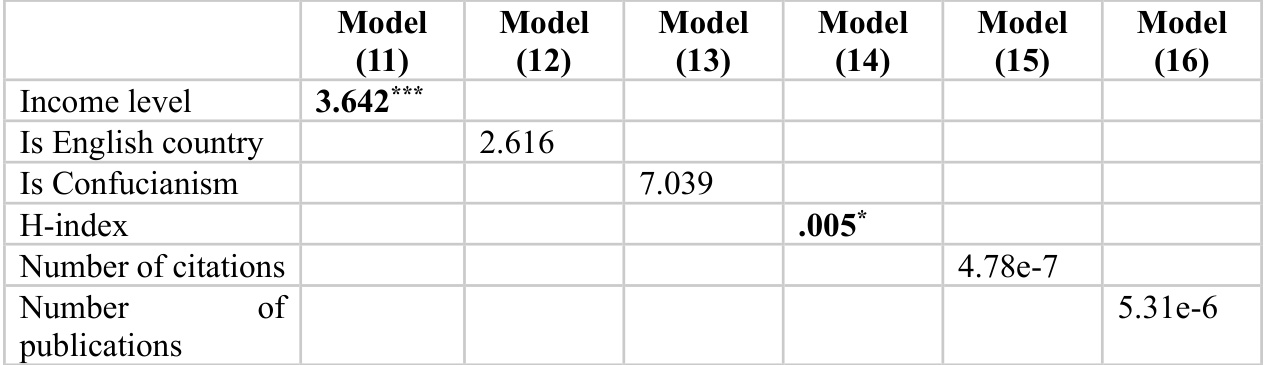 Model Model Model Model Model Model
(11) (12) (13) (14) (15) (16)
Income level 3.642***
Is English country 2.616
Is Confucianism 7.039
H-index .005*
Number of citations 4.78e-7
Number of 5.31e-6
publications